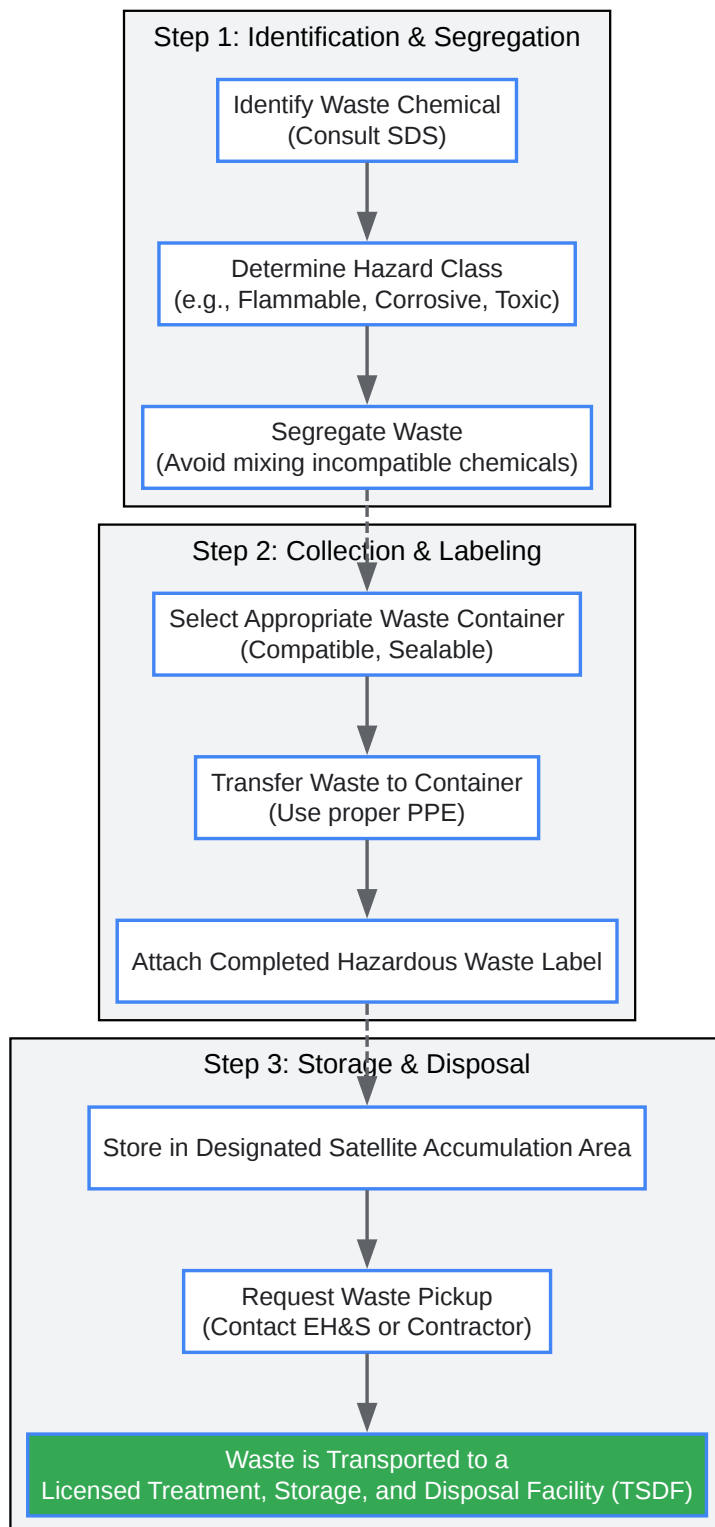 Step 1: Identification & Segregation
Identify Waste Chemical
(Consult SDS)
Determine Hazard Class
(e.g., Flammable, Corrosive, Toxic)
Segregate Waste
(Avoid mixing incompatible chemicals)
Step 2: Collection & Labeling
Select Appropriate Waste Container
(Compatible, Sealable)
Transfer Waste to Container
(Use proper PPE)
Attach Completed Hazardous Waste Label
Step 3: Storage & Disposal
Store in Designated Satellite Accumulation Area
Request Waste Pickup
(Contact EH&S or Contractor)
Waste is Transported to a
Licensed Treatment, Storage, and Disposal Facility (TSDF)